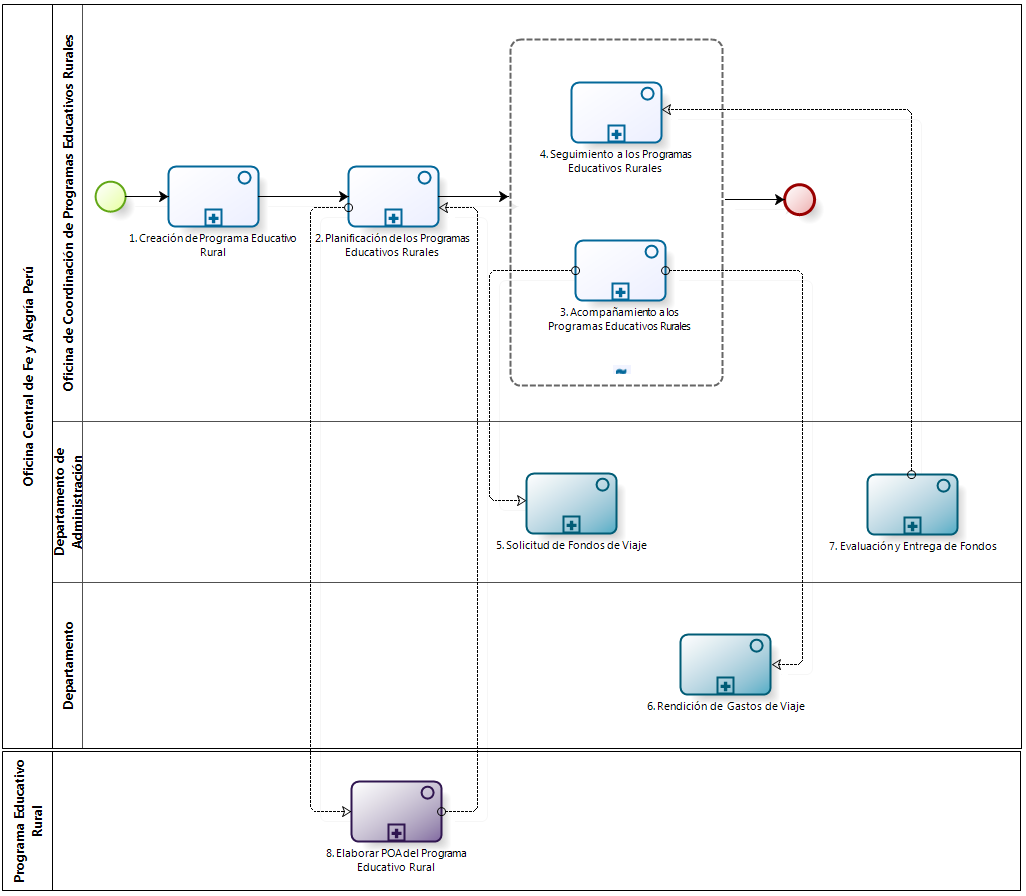 Oficina Central de Fe y Alegría Perú
Oficina de Coordinación de Programas Educativos Rurales
1. Creación de Programa Educativo
Rural
2. Planificación de los Programas
Educativos Rurales
4. Seguimiento a los Programas
Educativos Rurales
3. Acompañamiento a los
Programas Educativos Rurales
~
Departamento de
Administración
5. Solicitud de Fondos de Viaje
7. Evaluación y Entrega de Fondos
Departamento
6. Rendición de Gastos de Viaje
Programa Educativo
Rural
8. Elaborar POA del Programa
Educativo Rural